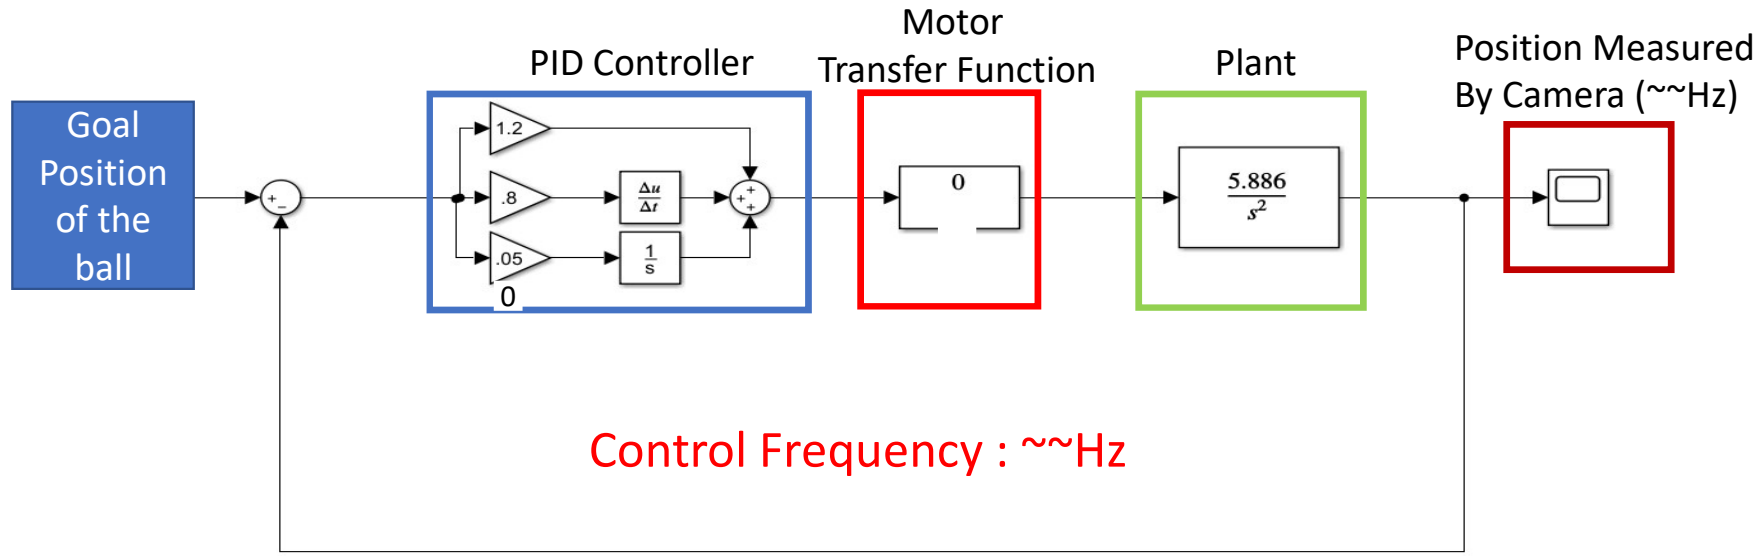 Motor
Transfer Function
PID Controller
Plant
Position Measured
By Camera (~~Hz)
Goal
Position
of the
ball
+
−
1.2
.8
.05
0
Δu
Δt
1
s
+
+
+
0
5.886
s²
Control Frequency : ~~Hz